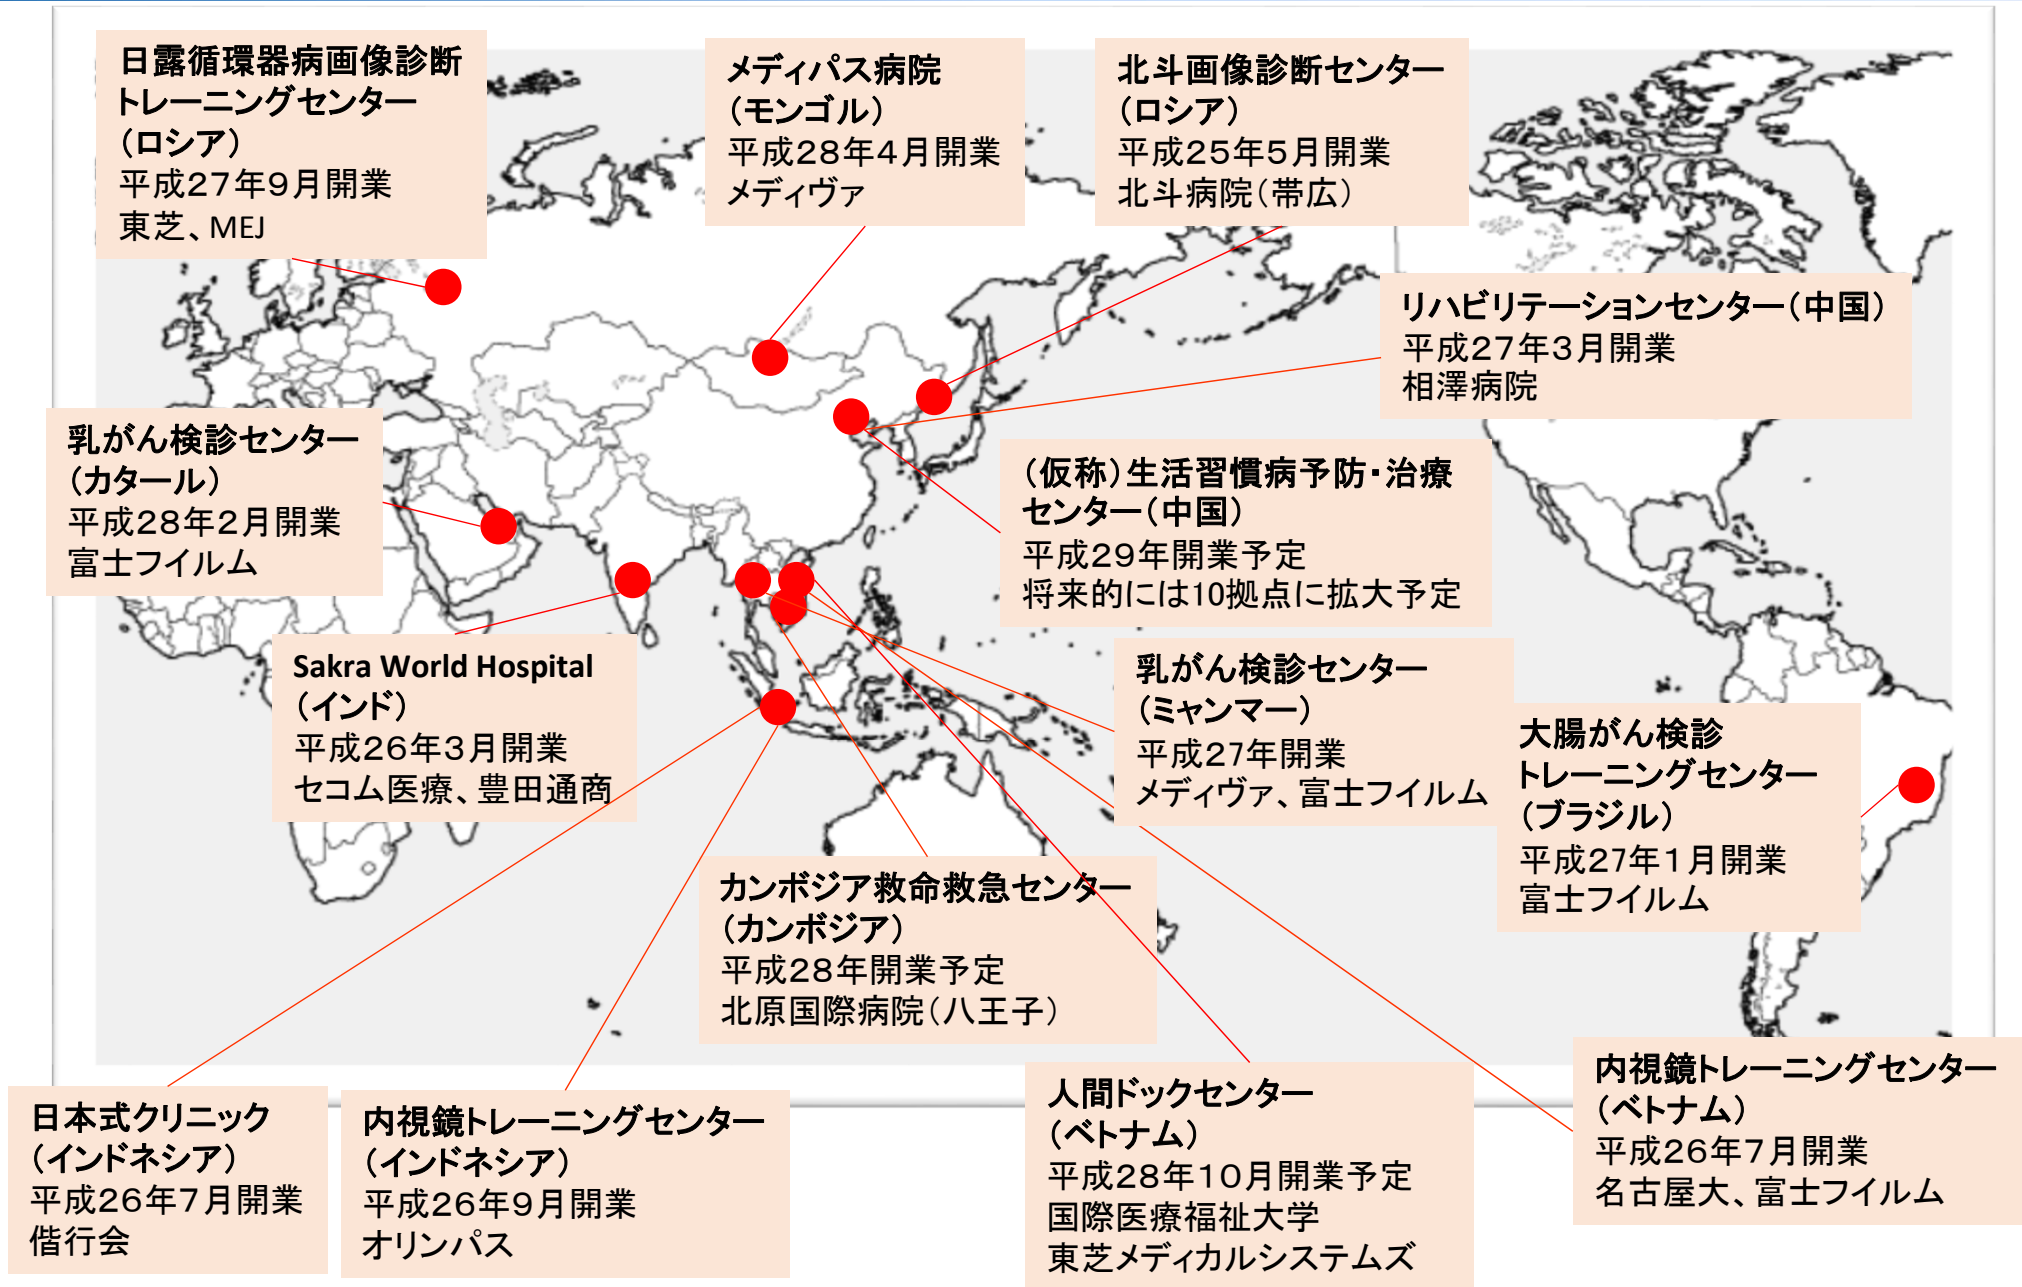 日露循環器病画像診断
トレーニングセンター
（ロシア）
平成２７年９月開業
東芝、MEJ
メディパス病院
（モンゴル）
平成２８年４月開業
メディヴァ
北斗画像診断センター
（ロシア）
平成２５年５月開業
北斗病院（帯広）
リハビリテーションセンター（中国）
平成２７年３月開業
相澤病院
乳がん検診センター
（カタール）
平成２８年２月開業
富士フイルム
（仮称）生活習慣病予防・治療
センター（中国）
平成２９年開業予定
将来的には10拠点に拡大予定
Sakra World Hospital
（インド）
平成２６年３月開業
セコム医療、豊田通商
乳がん検診センター
（ミャンマー）
平成２７年開業
メディヴァ、富士フイルム
大腸がん検診
トレーニングセンター
（ブラジル）
平成２７年１月開業
富士フイルム
カンボジア救命救急センター
（カンボジア）
平成２８年開業予定
北原国際病院（八王子）
日本式クリニック
（インドネシア）
平成２６年７月開業
偕行会
内視鏡トレーニングセンター
（インドネシア）
平成２６年９月開業
オリンパス
人間ドックセンター
（ベトナム）
平成２８年１０月開業予定
国際医療福祉大学
東芝メディカルシステムズ
内視鏡トレーニングセンター
（ベトナム）
平成２６年７月開業
名古屋大、富士フイルム